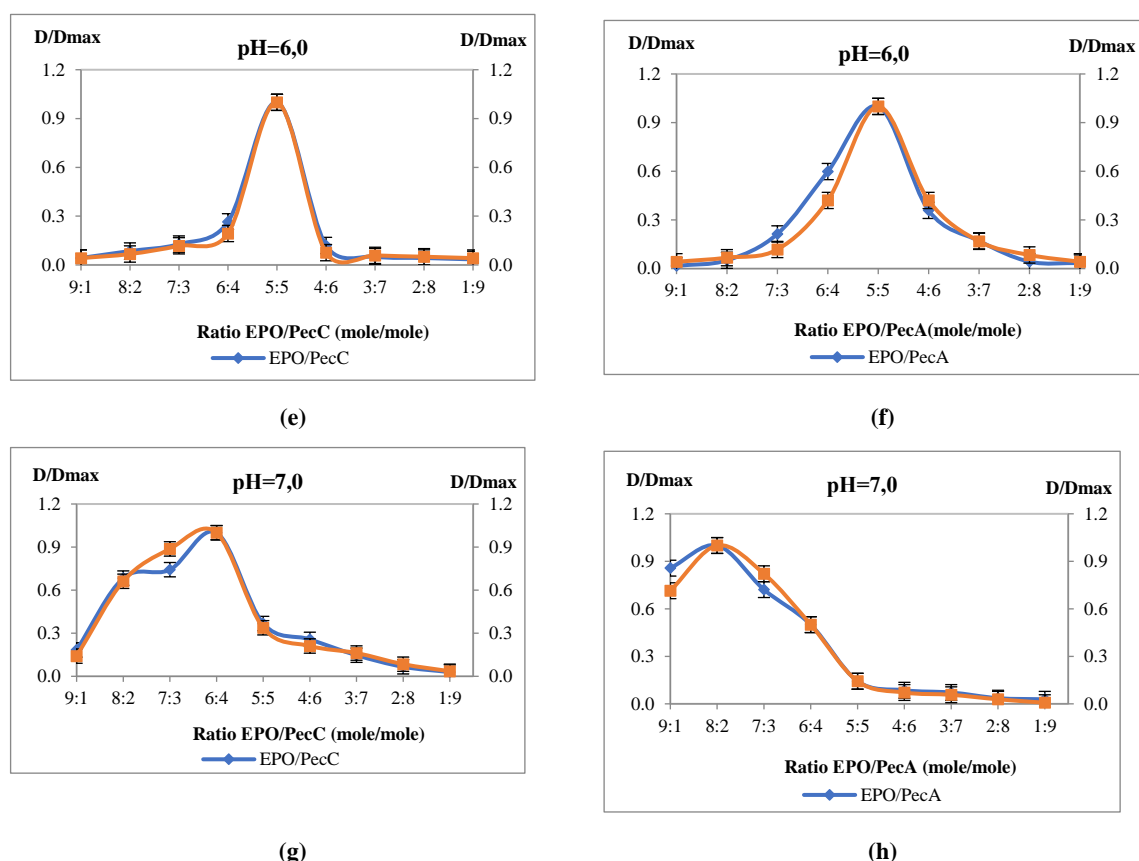 D/Dmax
pH=6,0
D/Dmax
1.2 1.2
0.9 0.9
0.6 0.6
0.3 0.3
0.0 0.0
9:1 8:2 7:3 6:4 5:5 4:6 3:7 2:8 1:9
Ratio EPO/PecC (mole/mole)
EPO/PecC
(e)
D/Dmax
pH=6,0
D/Dmax
1.2 1.2
0.9 0.9
0.6 0.6
0.3 0.3
0.0 0.0
9:1 8:2 7:3 6:4 5:5 4:6 3:7 2:8 1:9
Ratio EPO/PecA(mole/mole)
EPO/PecA
(f)
D/Dmax
pH=7,0
D/Dmax
1.2 1.2
0.9 0.9
0.6 0.6
0.3 0.3
0.0 0.0
9:1 8:2 7:3 6:4 5:5 4:6 3:7 2:8 1:9
Ratio EPO/PecC (mole/mole)
EPO/PecC
(g)
D/Dmax
pH=7,0
D/Dmax
1.2 1.2
0.9 0.9
0.6 0.6
0.3 0.3
0.0 0.0
9:1 8:2 7:3 6:4 5:5 4:6 3:7 2:8 1:9
Ratio EPO/PecA (mole/mole)
EPO/PecA
(h)